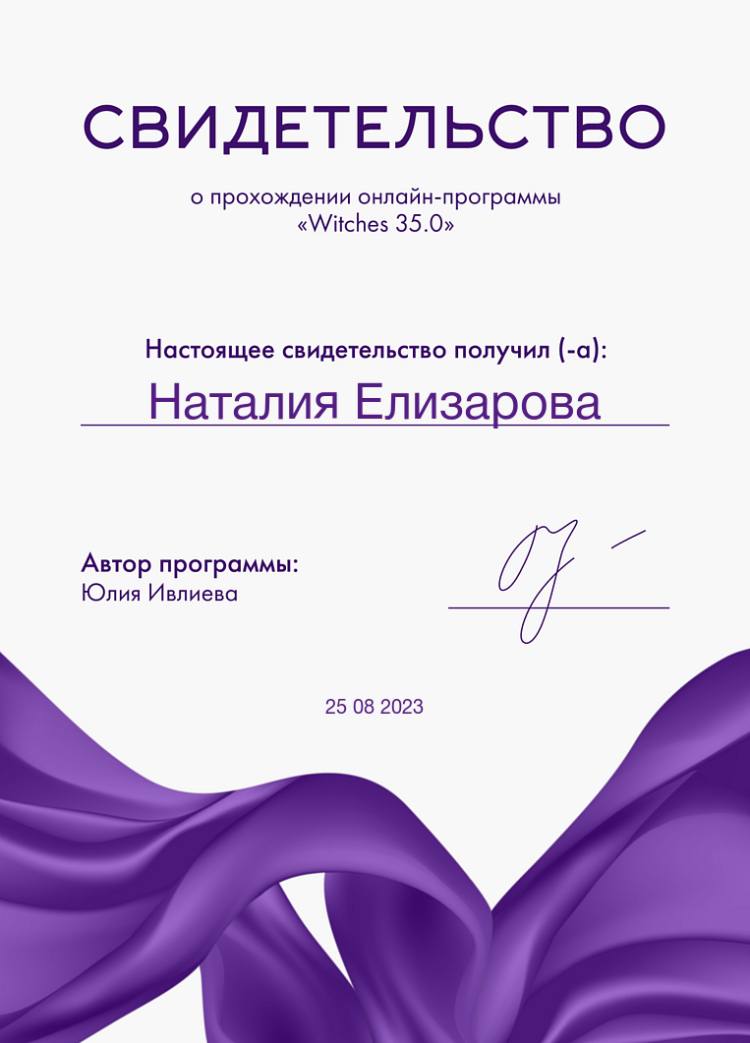 СВИДЕТЕЛЬСТВО
о прохождении онлайн-программы
«Witches 35.0»
Настоящее свидетельство получил (-а):
Наталия Елизарова
Автор программы:
Юлия Ивлиева
25 08 2023